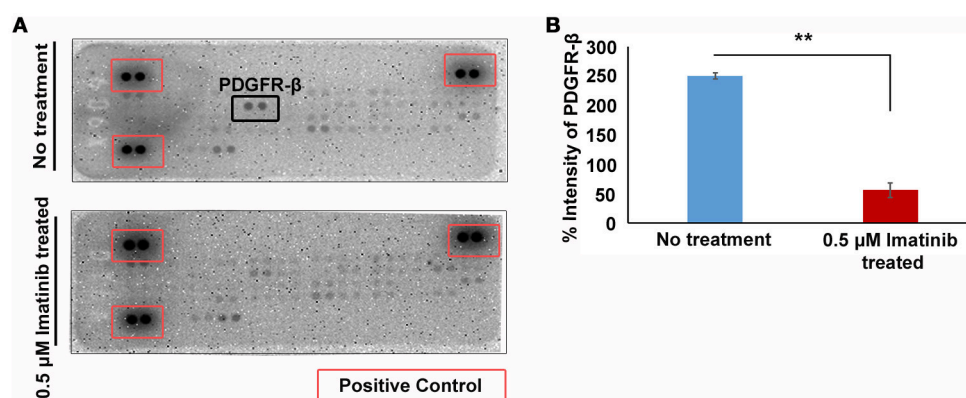 A
No treatment
PDGFR-β
0.5 μM Imatinib treated
Positive Control
B
% Intensity of PDGFR-β
300
250
200
150
100
50
0
**
No treatment
0.5 μM Imatinib
treated